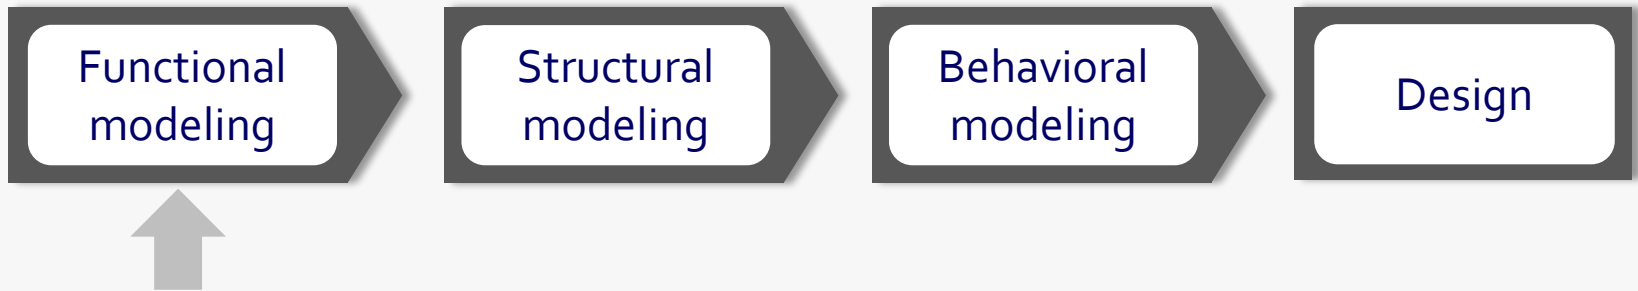 Functional
modeling
Structural
modeling
Behavioral
modeling
Design